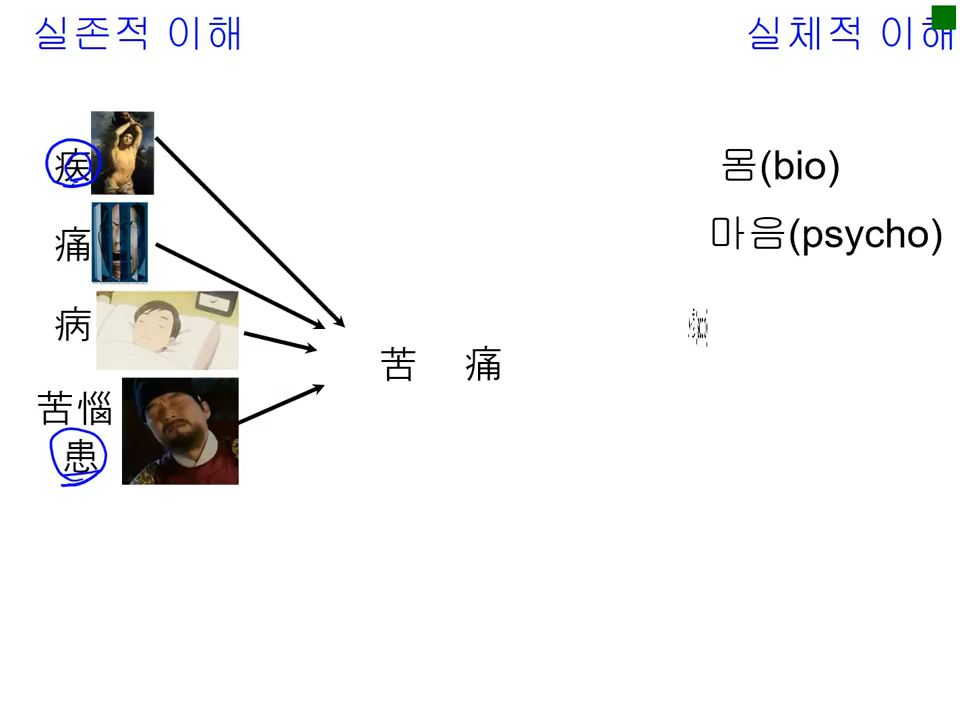 실존적 이해
실체적 이해
疾
痛
病
苦惱
患
苦 痛
몸(bio)
마음(psycho)